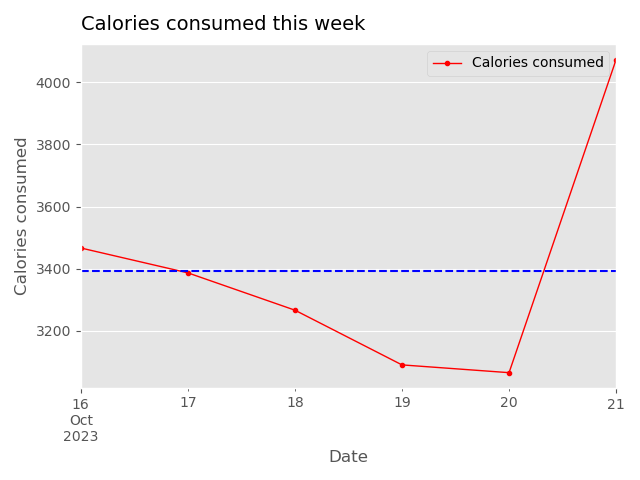 Calories consumed this week
Calories consumed
4000
3800
3600
3400
3200
Calories consumed
16
Oct
2023
17
18
19
20
21
Date